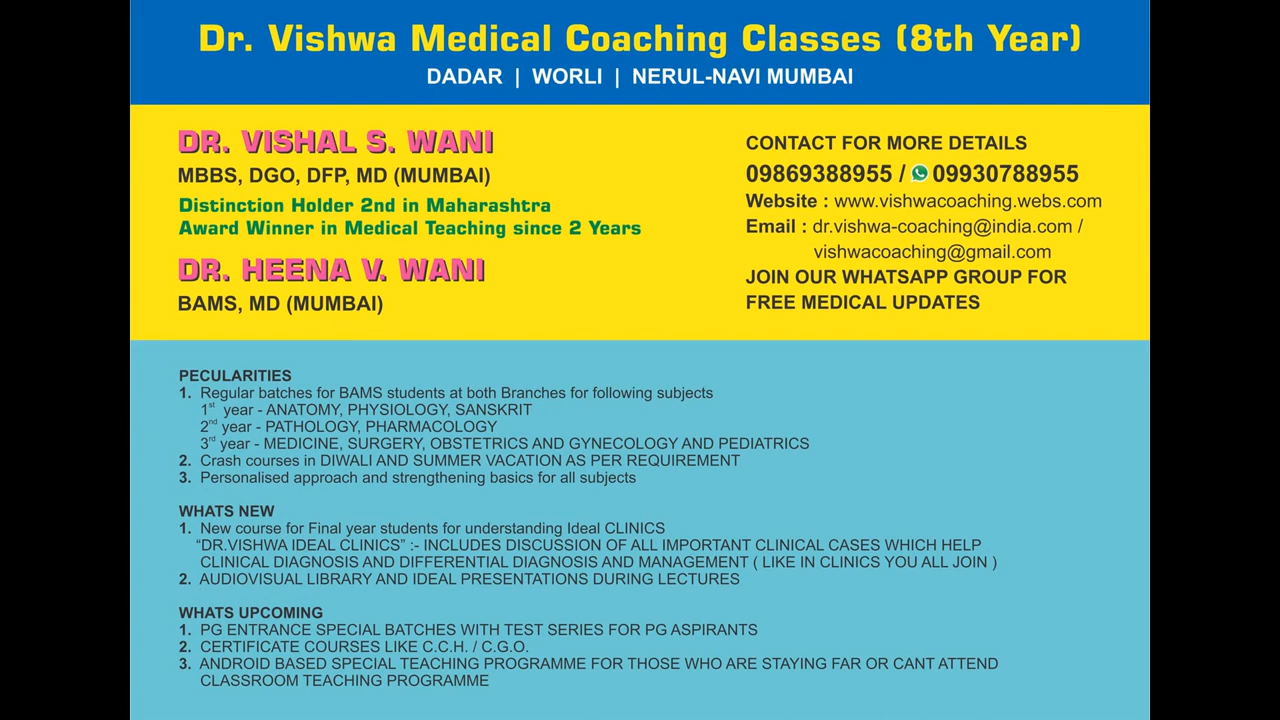 Dr. Vishwa Medical Coaching Classes (8th Year)
DADAR | WORLI | NERUL-NAVI MUMBAI
DR. VISHAL S. WANI
MBBS, DGO, DFP, MD (MUMBAI)
Distinction Holder 2nd in Maharashtra
Award Winner in Medical Teaching since 2 Years
DR. HEENA V. WANI
BAMS, MD (MUMBAI)
CONTACT FOR MORE DETAILS
09869388955 / 09930788955
Website : www.vishwacoaching.webs.com
Email : dr.vishwa-coaching@india.com /
vishwacoaching@gmail.com
JOIN OUR WHATSAPP GROUP FOR
FREE MEDICAL UPDATES
PECULARITIES
1. Regular batches for BAMS students at both Branches for following subjects
1st year - ANATOMY, PHYSIOLOGY, SANSKRIT
2nd year - PATHOLOGY, PHARMACOLOGY
3rd year - MEDICINE, SURGERY, OBSTETRICS AND GYNECOLOGY AND PEDIATRICS
2. Crash courses in DIWALI AND SUMMER VACATION AS PER REQUIREMENT
3. Personalised approach and strengthening basics for all subjects
WHATS NEW
1. New course for Final year students for understanding Ideal CLINICS
“DR.VISHWA IDEAL CLINICS” :- INCLUDES DISCUSSION OF ALL IMPORTANT CLINICAL CASES WHICH HELP
CLINICAL DIAGNOSIS AND DIFFERENTIAL DIAGNOSIS AND MANAGEMENT ( LIKE IN CLINICS YOU ALL JOIN )
2. AUDIOVISUAL LIBRARY AND IDEAL PRESENTATIONS DURING LECTURES
WHATS UPCOMING
1. PG ENTRANCE SPECIAL BATCHES WITH TEST SERIES FOR PG ASPIRANTS
2. CERTIFICATE COURSES LIKE C.C.H. / C.G.O.
3. ANDROID BASED SPECIAL TEACHING PROGRAMME FOR THOSE WHO ARE STAYING FAR OR CANT ATTEND
CLASSROOM TEACHING PROGRAMME